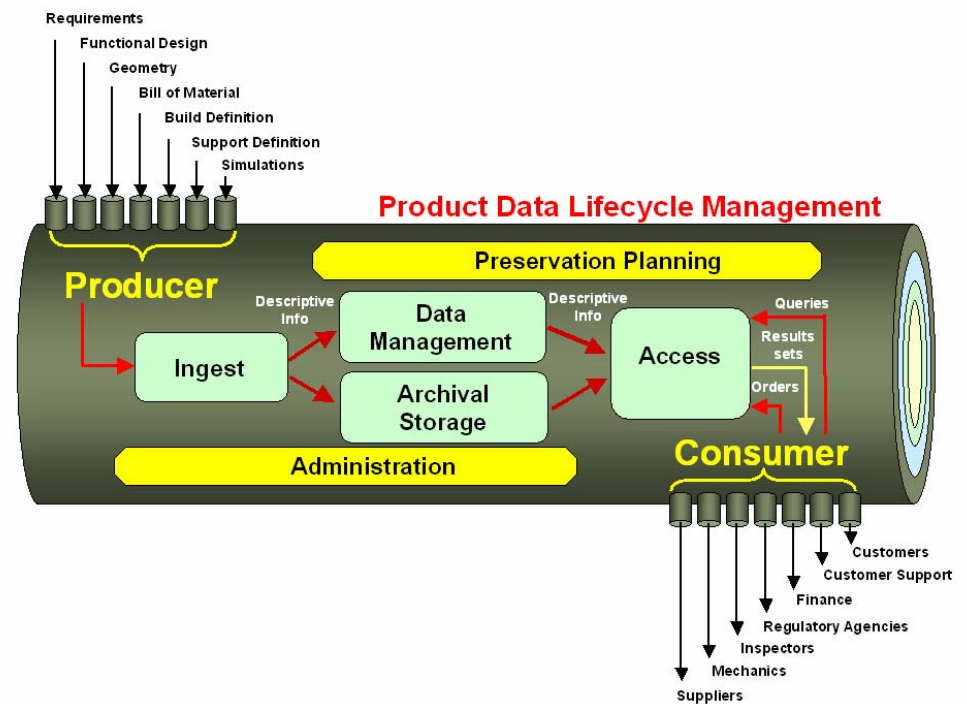 Requirements
Functional Design
Geometry
Bill of Material
Build Definition
Support Definition
Simulations
Product Data Lifecycle Management
Preservation Planning
Producer
Descriptive
Info
Data
Management
Descriptive
Info
Queries
Ingest
Access
Results
sets
Archival
Storage
Orders
Administration
Consumer
Customers
Customer Support
Finance
Regulatory Agencies
Inspectors
Mechanics
Suppliers